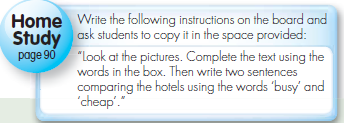 Home
Study
page 90
Write the following instructions on the board and
ask students to copy it in the space provided:
“Look at the pictures. Complete the text using the
words in the box. Then write two sentences
comparing the hotels using the words ‘busy’ and
‘cheap’.”